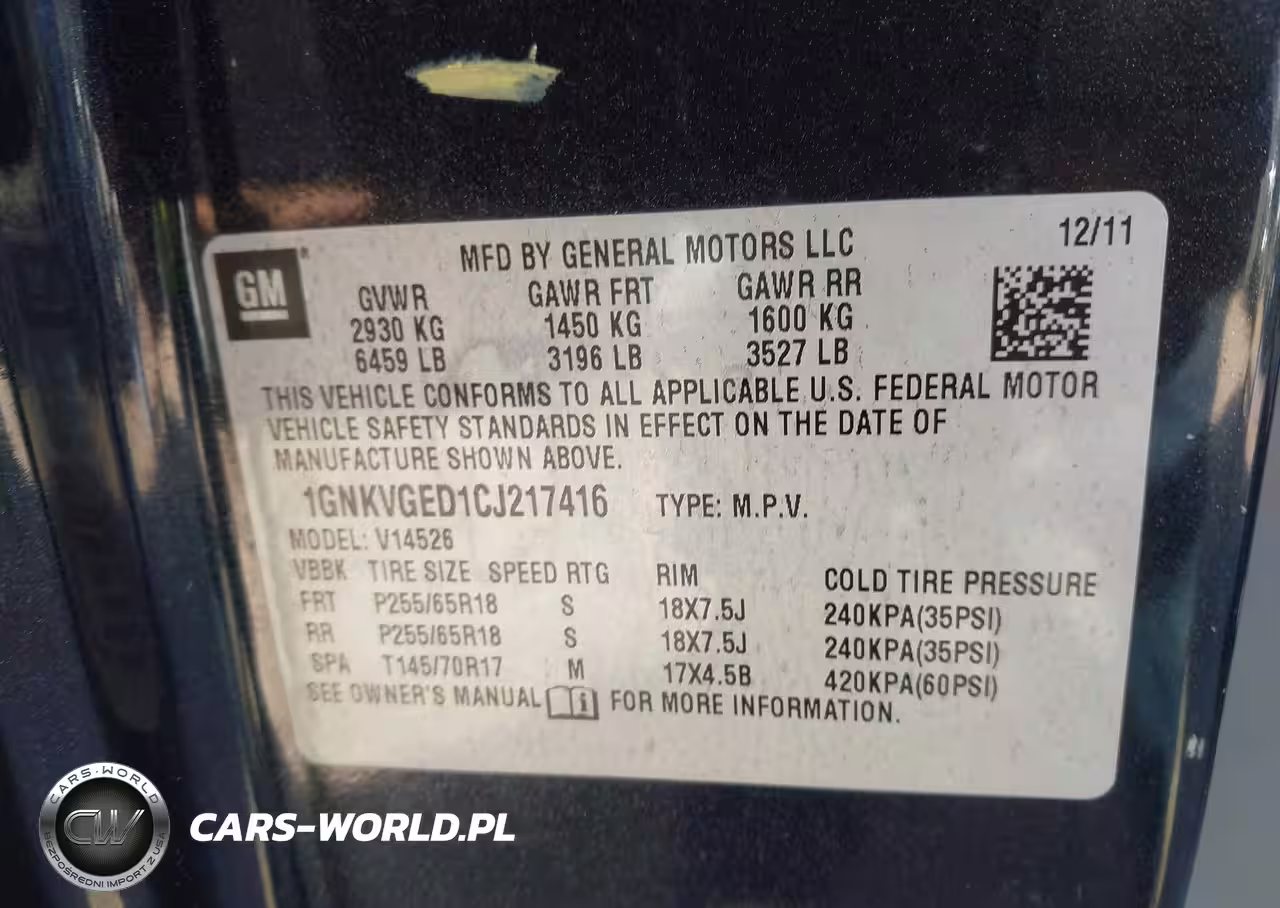 12/11
GM
MFD BY GENERAL MOTORS LLC
GVWR GAWR FRT GAWR RR
2930 KG 1450 KG 1600 KG
6459 LB 3196 LB 3527 LB
THIS VEHICLE CONFORMS TO ALL APPLICABLE U.S. FEDERAL MOTOR
VEHICLE SAFETY STANDARDS IN EFFECT ON THE DATE OF
MANUFACTURE SHOWN ABOVE.
1GNKVGED1CJ217416 TYPE: M.P.V.
MODEL: V14526
VBBK TIRE SIZE SPEED RTG RIM COLD TIRE PRESSURE
FRT P255/65R18 S 18X7.5J 240KPA(35PSI)
RR P255/65R18 S 18X7.5J 240KPA(35PSI)
SPA T145/70R17 M 17X4.5B 420KPA(60PSI)
SEE OWNER'S MANUAL FOR MORE INFORMATION.
CARS-WORLD
CW
BEZPOŚREDNI IMPORT Z USA
CARS-WORLD.PL